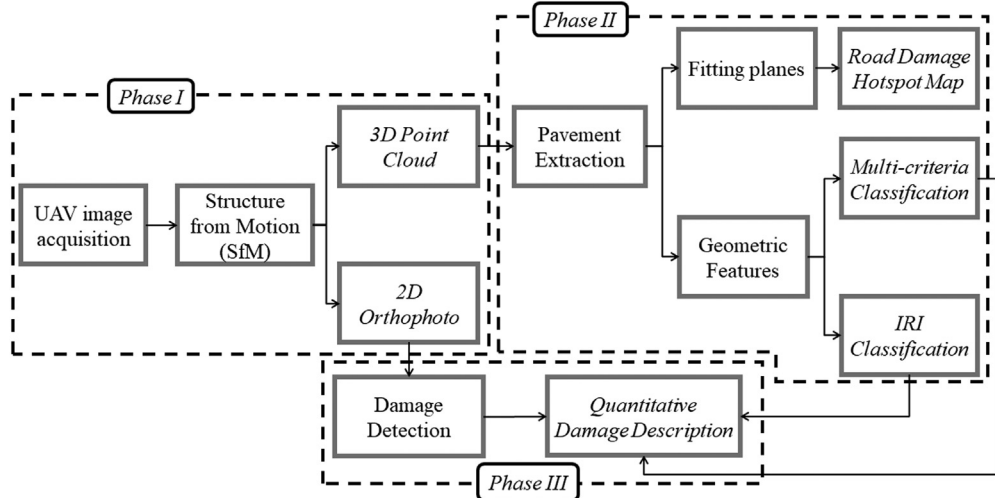 Phase I
UAV image
acquisition
Structure
from Motion
(SfM)
3D Point
Cloud
2D
Orthophoto
Phase II
Pavement
Extraction
Fitting planes
Road Damage
Hotspot Map
Geometric
Features
Multi-criteria
Classification
IRI
Classification
Damage
Detection
Quantitative
Damage Description
Phase III